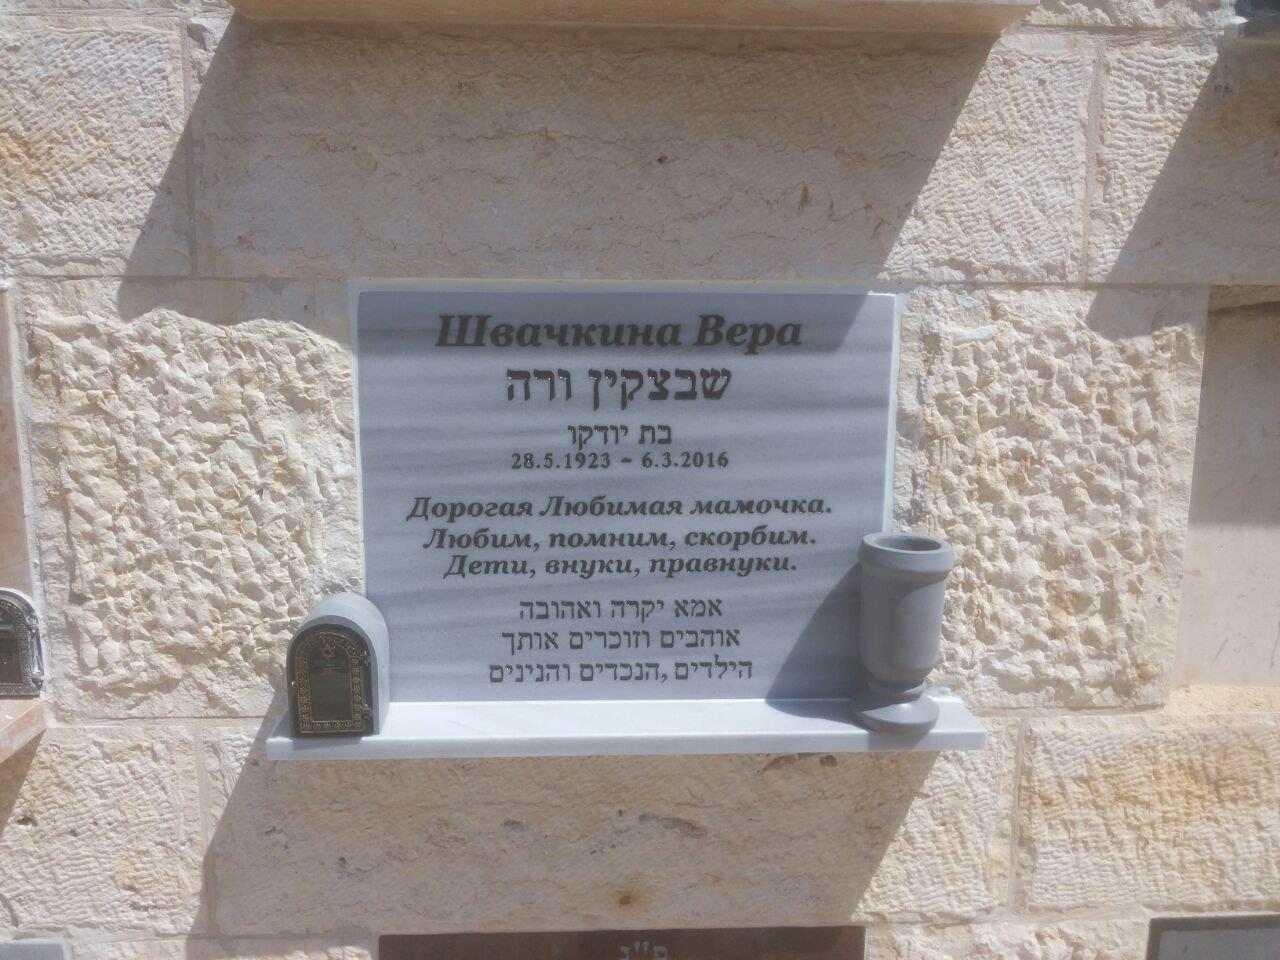 Швачкина Вера
שבצקין ורה
בת יודקו
28.5.1923 - 6.3.2016
Дорогая Любимая мамочка.
Любим, помним, скорбим.
Дети, внуки, правнуки.
אמא יקרה ואהובה
אוהבים וזוכרים אותך
הילדים, הנכדים והנינים
פ"נ